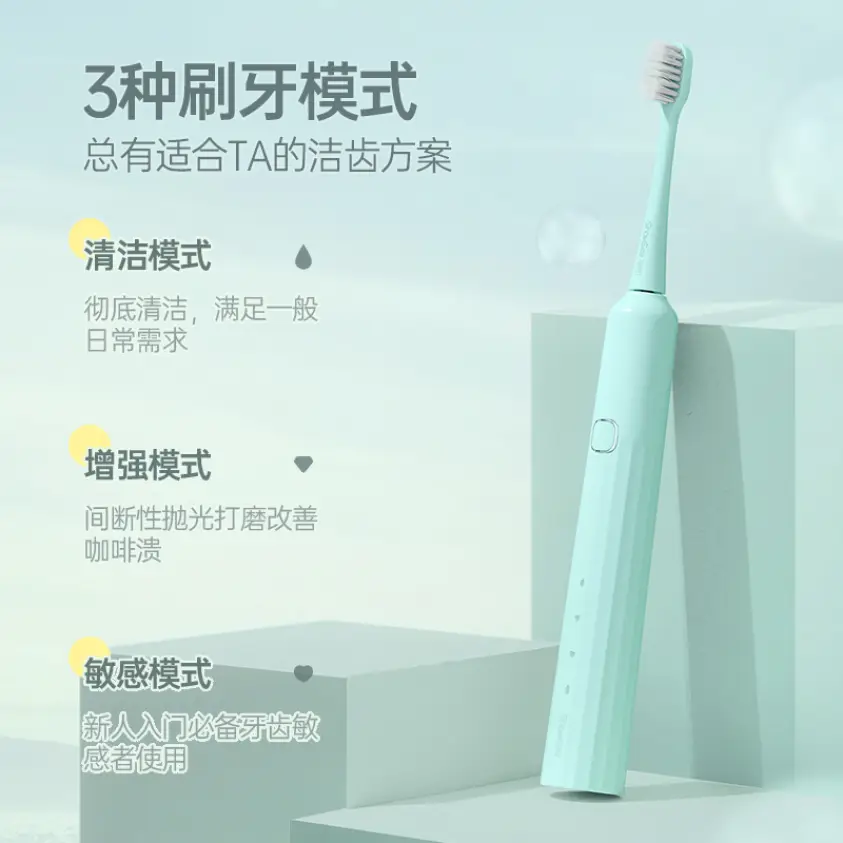 3种刷牙模式
总有适合TA的洁齿方案
清洁模式
彻底清洁，满足一般
日常需求
增强模式
间断性抛光打磨改善
咖啡渍
敏感模式
新人入门必备牙齿敏
感者使用